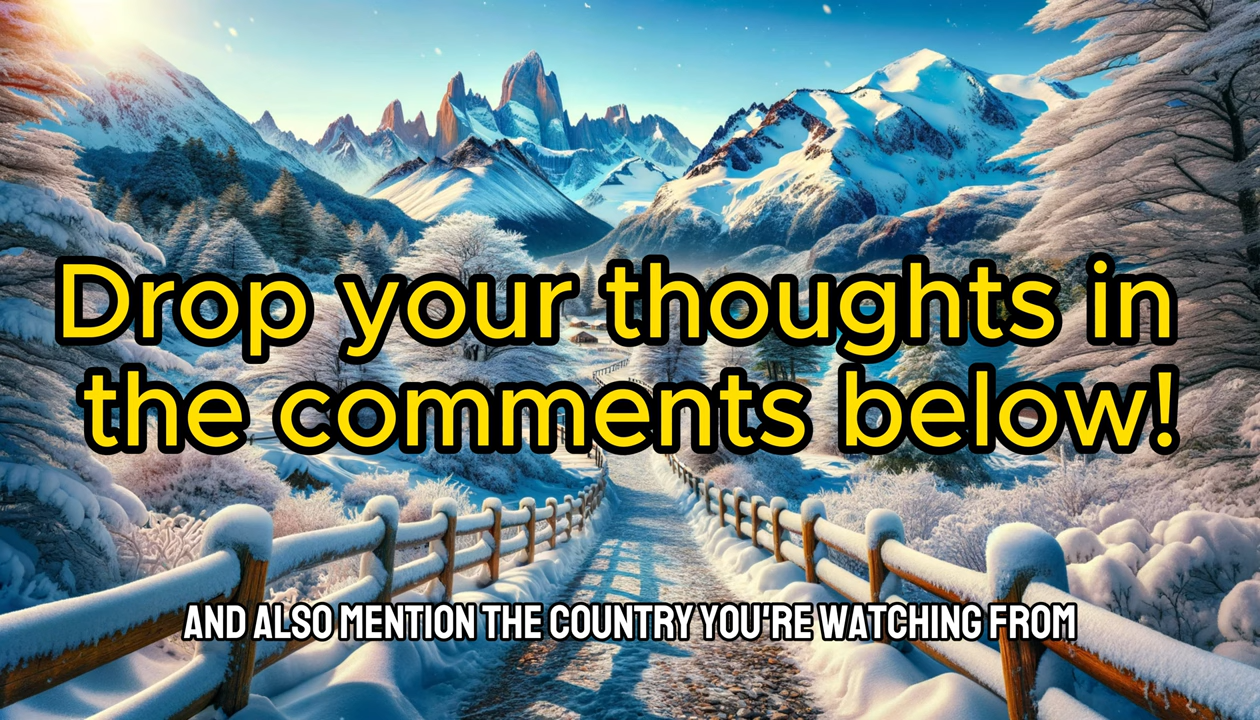 Drop your thoughts in
the comments below!
AND ALSO MENTION THE COUNTRY YOU'RE WATCHING FROM